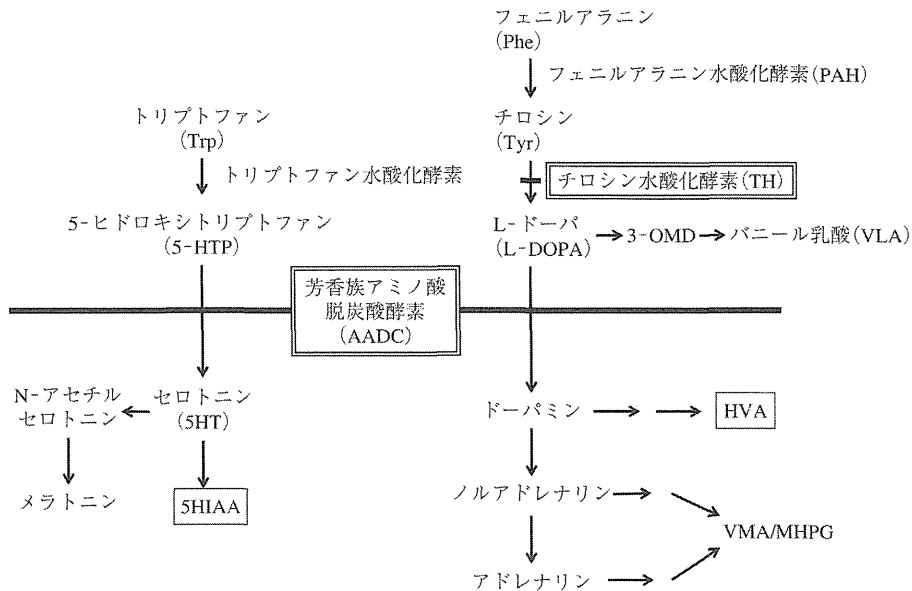 フェニルアラニン
(Phe)
フェニルアラニン水酸化酵素(PAH)
トリプトファン
(Trp)
チロシン
(Tyr)
トリプトファン水酸化酵素
チロシン水酸化酵素(TH)
5-ヒドロキシトリプトファン
(5-HTP)
L-ドーパ
(L-DOPA)
3-OMD
バニール乳酸(VLA)
芳香族アミノ酸
脱炭酸酵素
(AADC)
N-アセチル
セロトニン
セロトニン
(5HT)
ドーパミン
HVA
メラトニン
5HIAA
ノルアドレナリン
VMA/MHPG
アドレナリン